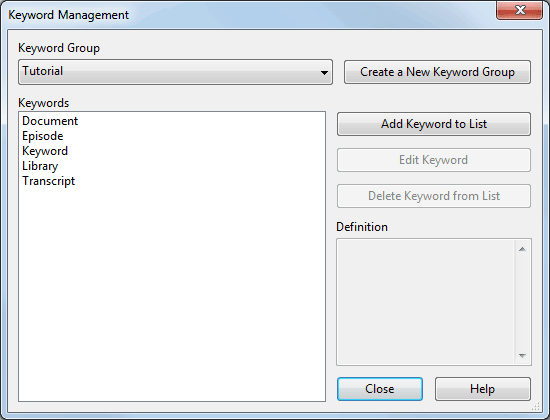 Keyword Management
Keyword Group
Tutorial
Create a New Keyword Group
Keywords
Document
Episode
Keyword
Library
Transcript
Add Keyword to List
Edit Keyword
Delete Keyword from List
Definition
Close
Help